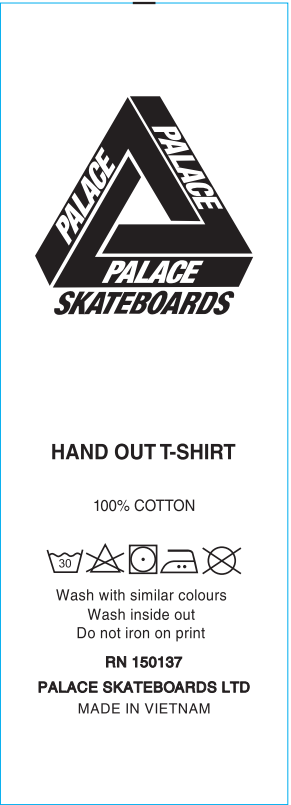 PALACE
PALACE
PALACE
SKATEBOARDS
HAND OUT T-SHIRT
100% COTTON
30
Wash with similar colours
Wash inside out
Do not iron on print
RN 150137
PALACE SKATEBOARDS LTD
MADE IN VIETNAM